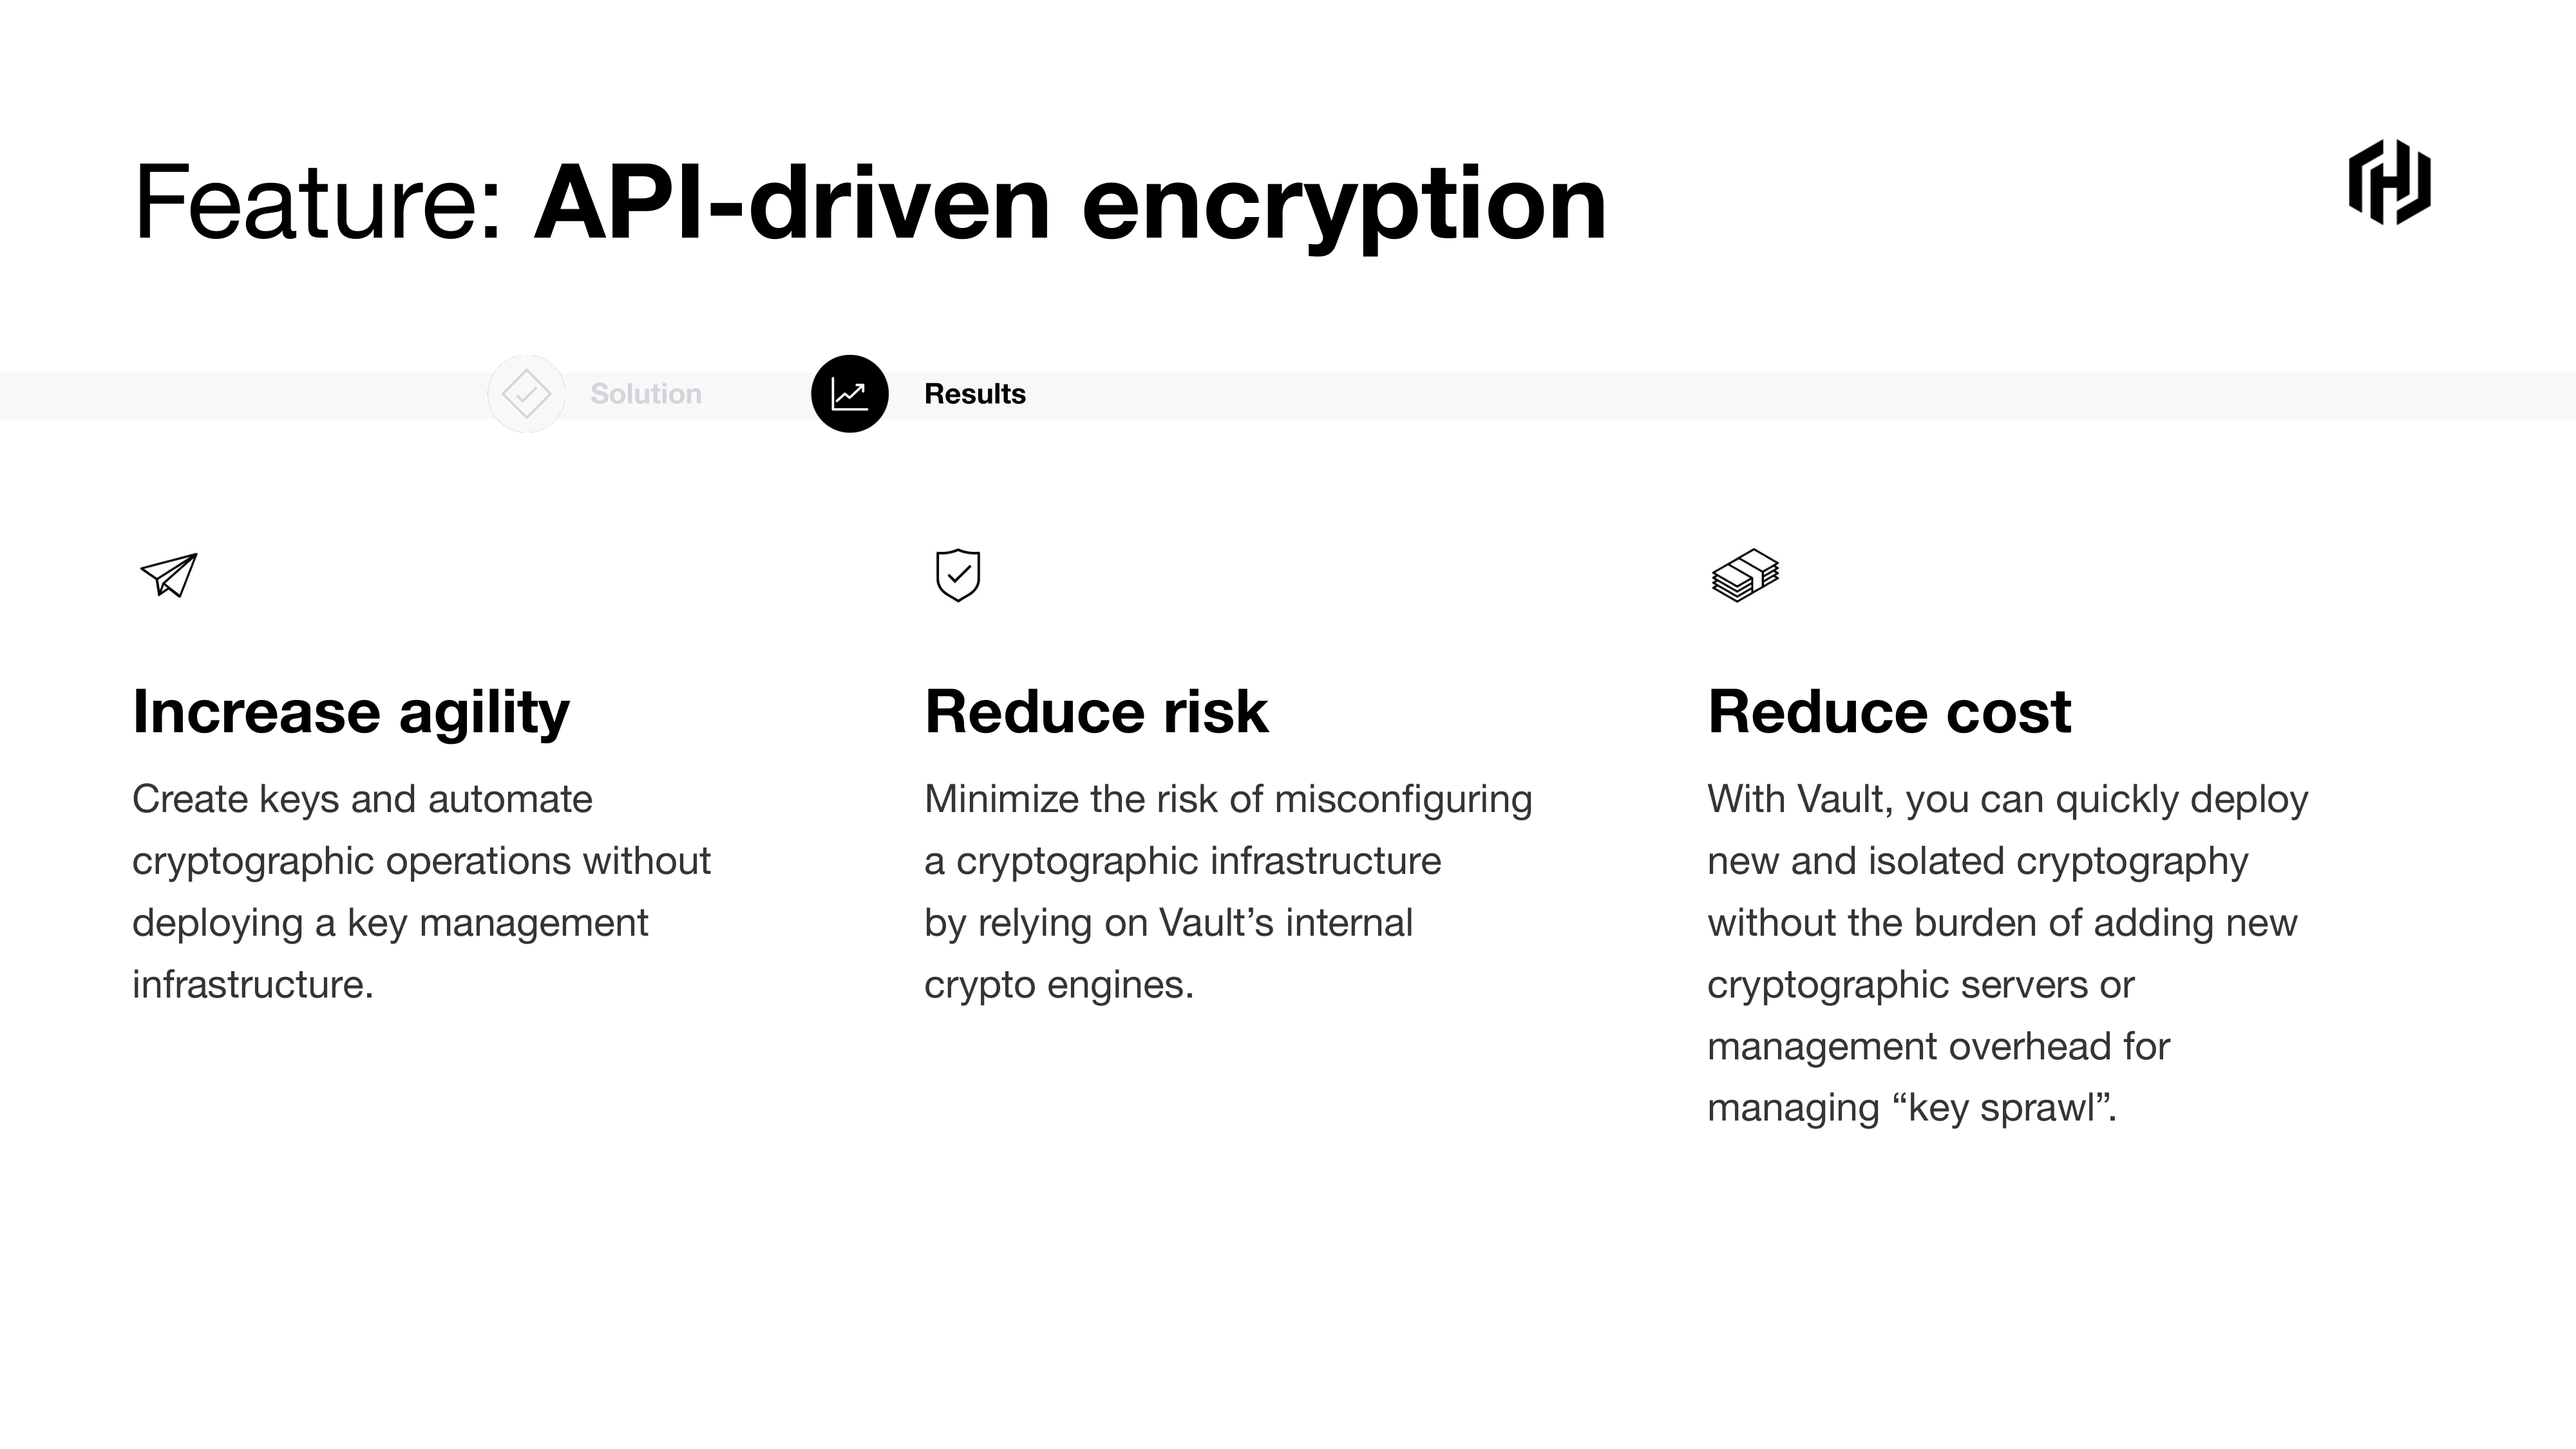 Feature: API-driven encryption
Solution
Results
Increase agility
Create keys and automate
cryptographic operations without
deploying a key management
infrastructure.
Reduce risk
Minimize the risk of misconfiguring
a cryptographic infrastructure
by relying on Vault’s internal
crypto engines.
Reduce cost
With Vault, you can quickly deploy
new and isolated cryptography
without the burden of adding new
cryptographic servers or
management overhead for
managing “key sprawl”.